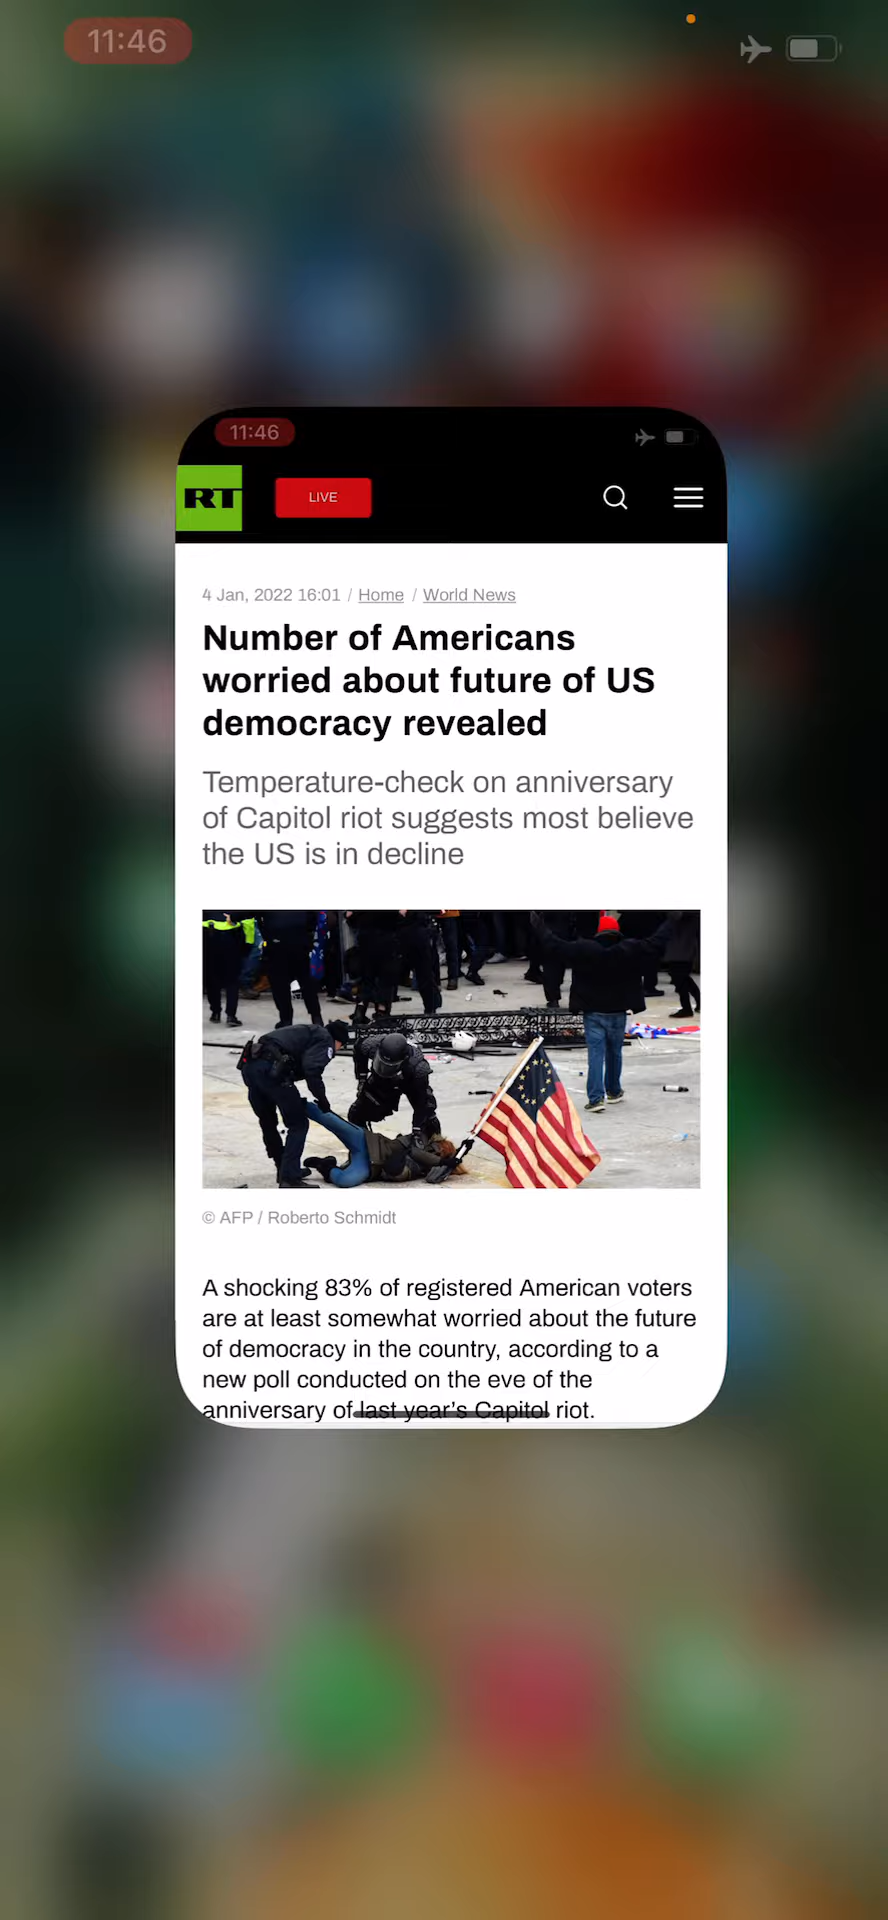 11:46
11:46
RT
LIVE
4 Jan, 2022 16:01 / Home / World News
Number of Americans
worried about future of US
democracy revealed
Temperature-check on anniversary
of Capitol riot suggests most believe
the US is in decline
© AFP / Roberto Schmidt
A shocking 83% of registered American voters
are at least somewhat worried about the future
of democracy in the country, according to a
new poll conducted on the eve of the
anniversary of last year's Capitol riot.